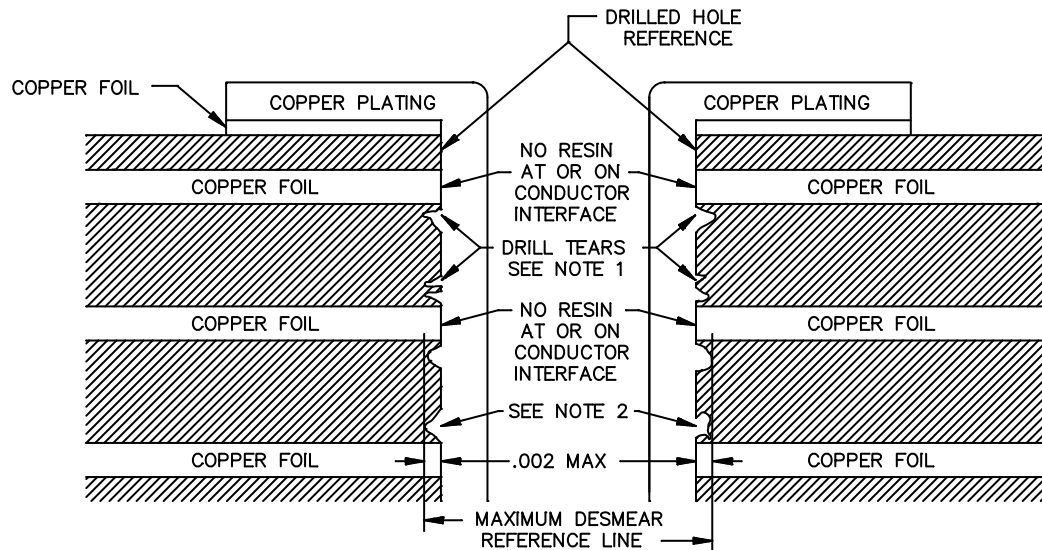 DRILLED HOLE
REFERENCE
COPPER FOIL
COPPER PLATING
COPPER PLATING
NO RESIN
AT OR ON
CONDUCTOR
INTERFACE
COPPER FOIL
COPPER FOIL
DRILL TEARS
SEE NOTE 1
COPPER FOIL
NO RESIN
AT OR ON
CONDUCTOR
INTERFACE
COPPER FOIL
SEE NOTE 2
COPPER FOIL
.002 MAX
COPPER FOIL
MAXIMUM DESMEAR
REFERENCE LINE